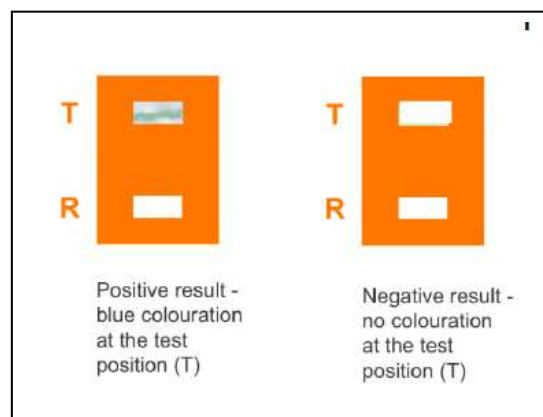 T
T
R
R
Positive result -
blue colouration
at the test
position (T)
Negative result -
no colouration
at the test
position (T)